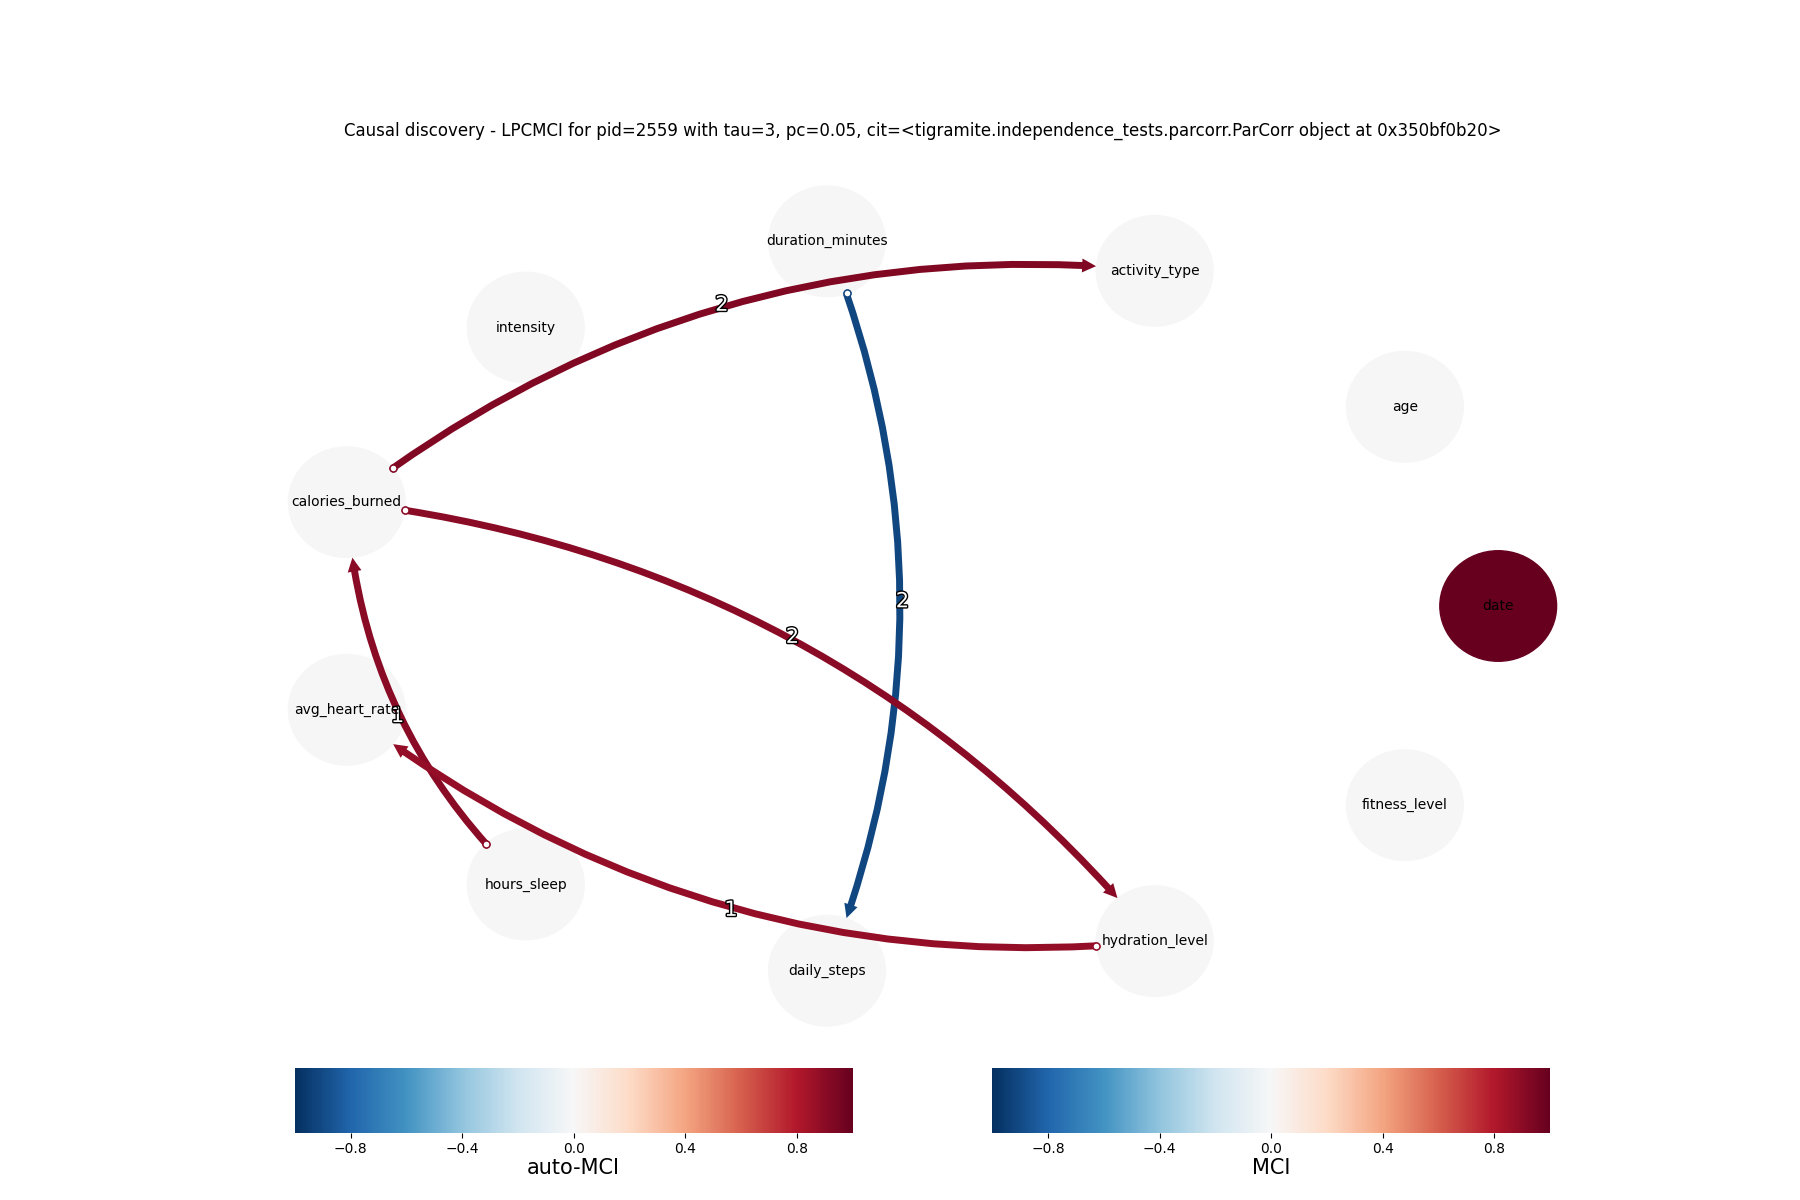 Causal discovery - LPCMCI for pid=2559 with tau=3, pc=0.05, cit=<tigramite.independence_tests.parcorr.ParCorr object at 0x350bf0b20>
duration_minutes
activity_type
2
intensity
age
calories_burned
2
date
2
avg_heart_rate
1
fitness_level
hours_sleep
1
hydration_level
daily_steps
−0.8 −0.4 0.0 0.4 0.8
auto-MCI
−0.8 −0.4 0.0 0.4 0.8
MCI